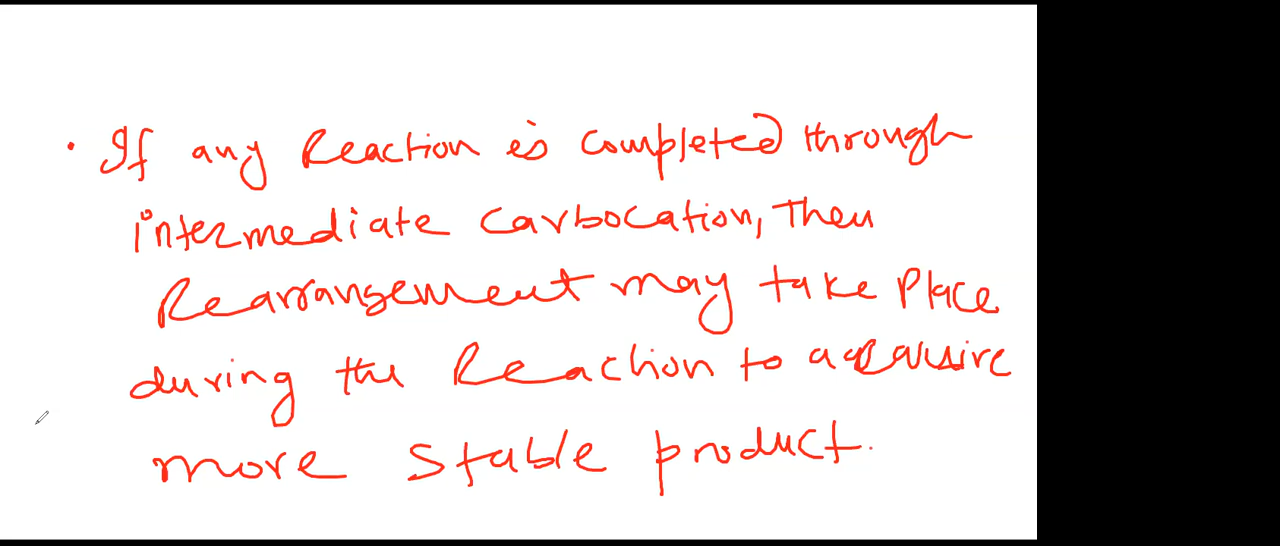 • If any Reaction is completed through
intermediate carbocation, Then
Rearrangement may take place
during the Reaction to
more stable product.